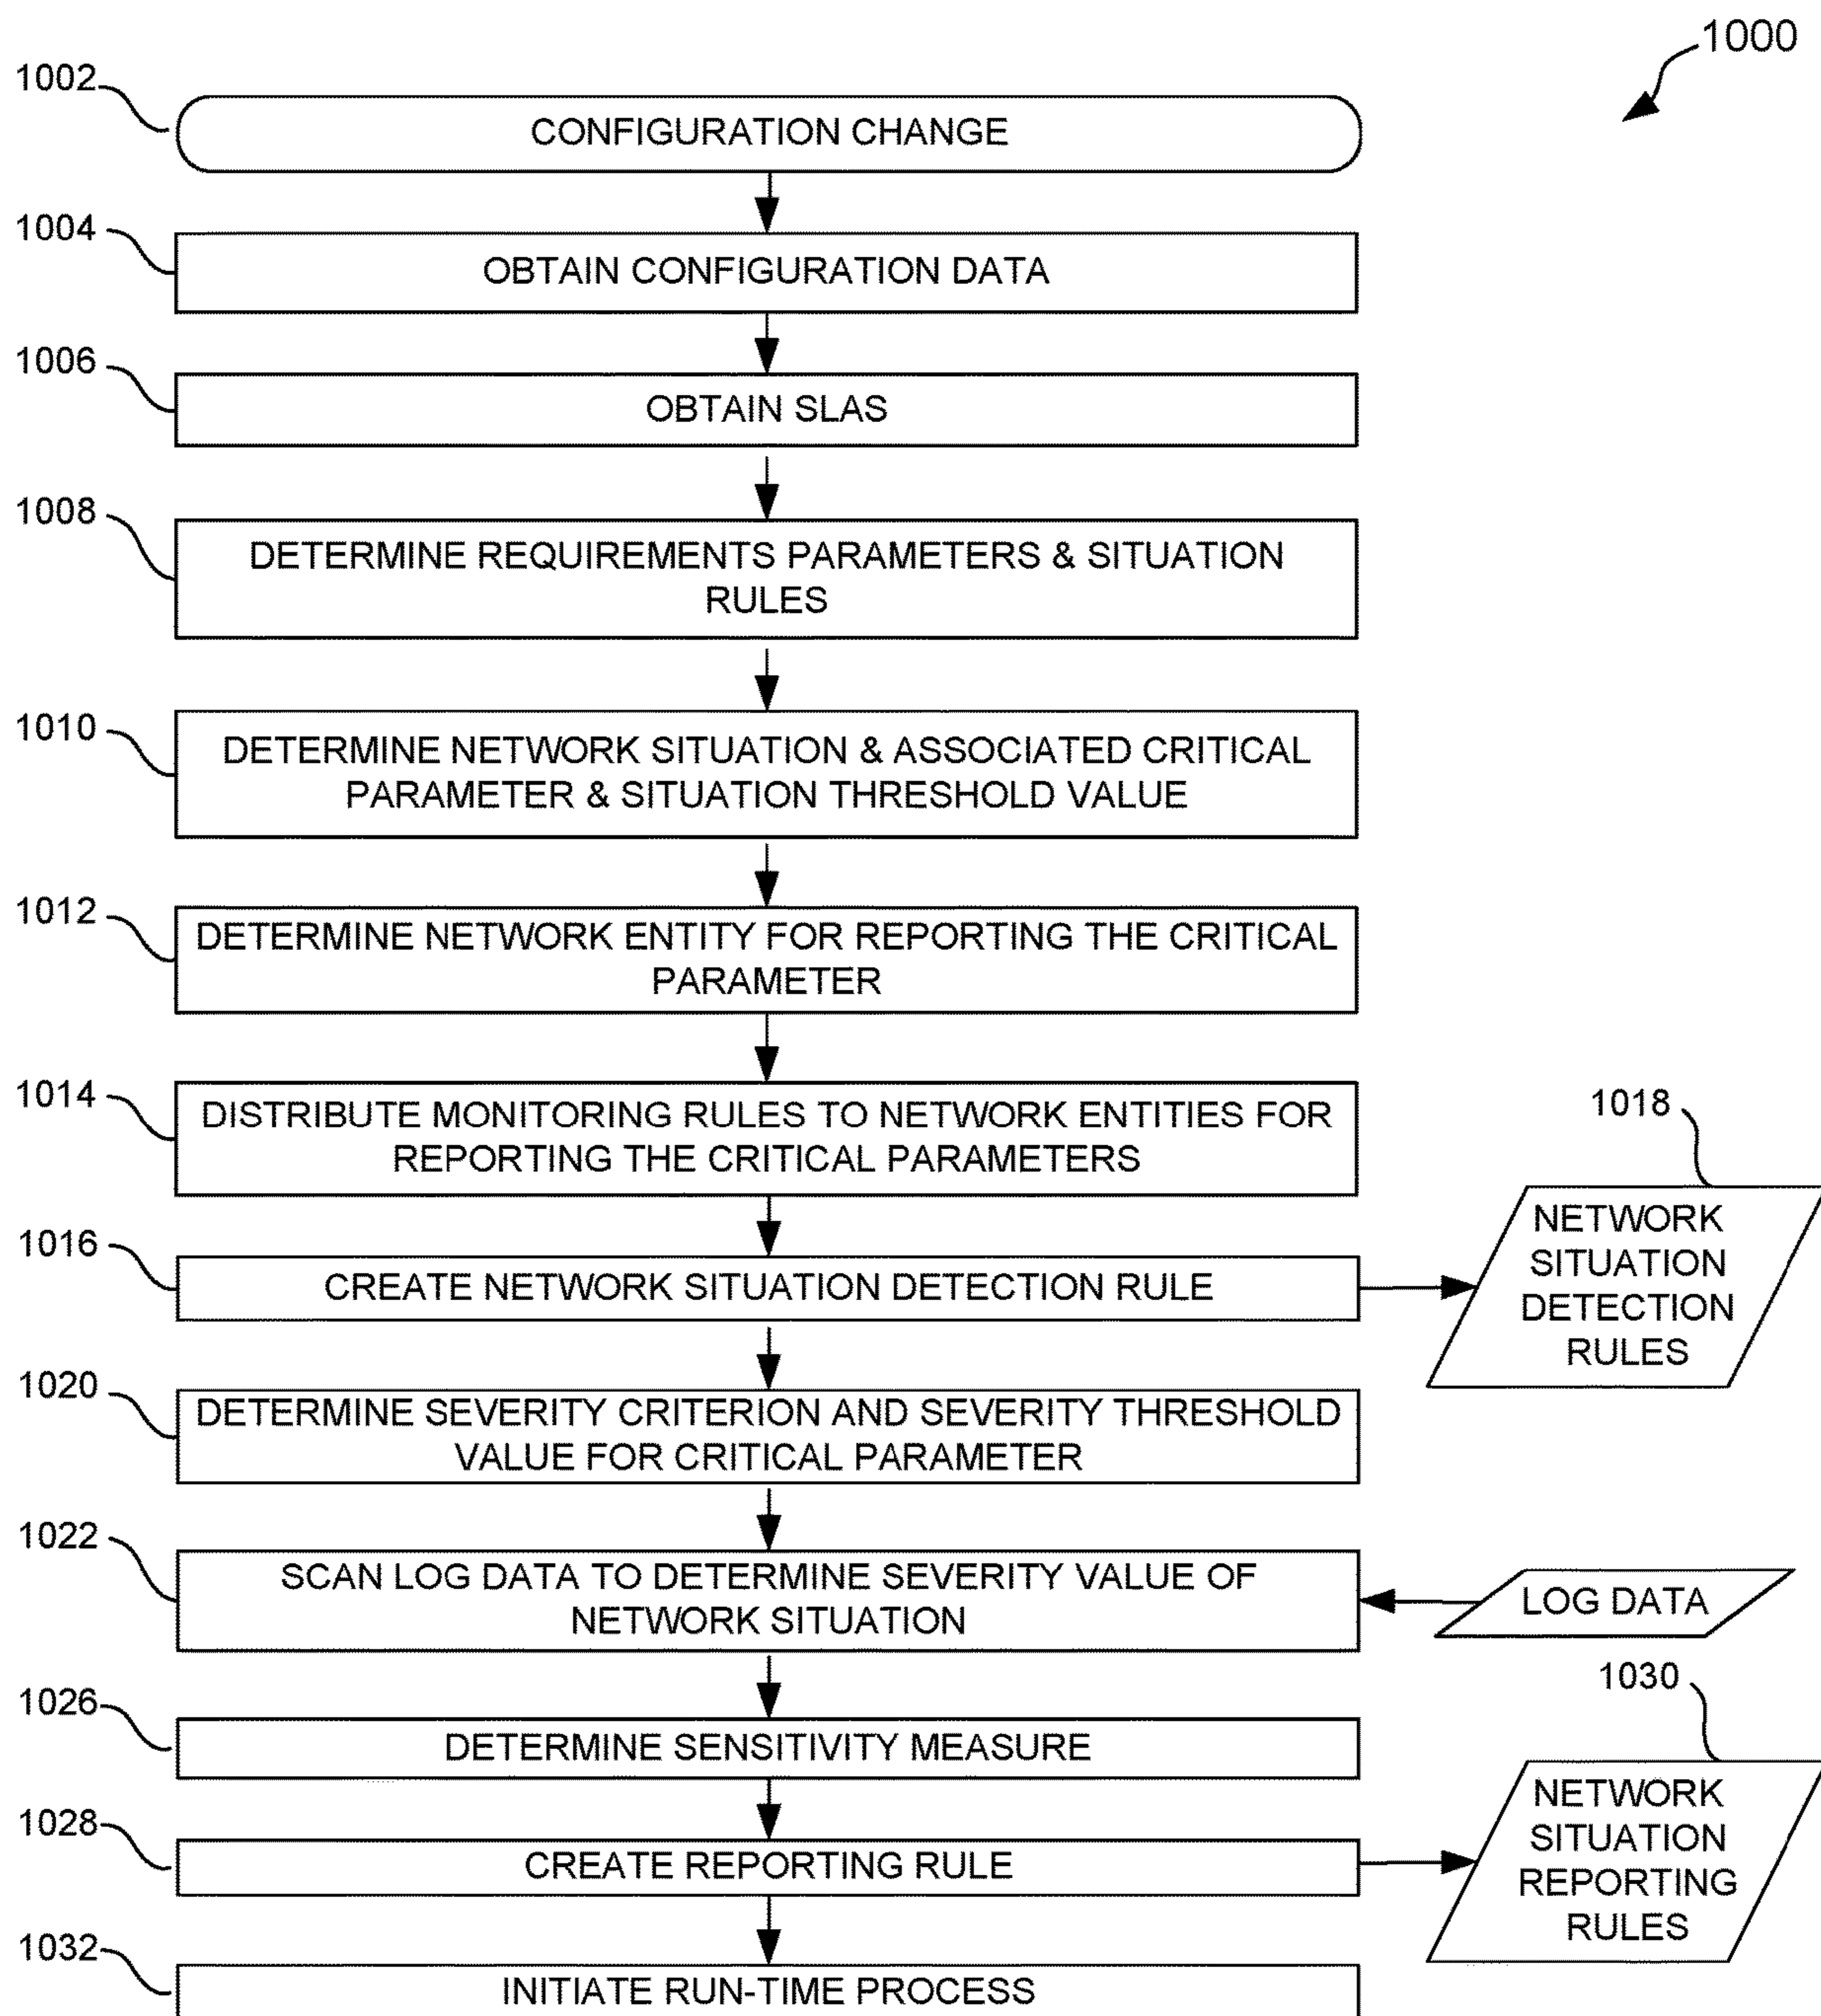 1000
1002
CONFIGURATION CHANGE
1004
OBTAIN CONFIGURATION DATA
1006
OBTAIN SLAS
1008
DETERMINE REQUIREMENTS PARAMETERS & SITUATION
RULES
1010
DETERMINE NETWORK SITUATION & ASSOCIATED CRITICAL
PARAMETER & SITUATION THRESHOLD VALUE
1012
DETERMINE NETWORK ENTITY FOR REPORTING THE CRITICAL
PARAMETER
1014
DISTRIBUTE MONITORING RULES TO NETWORK ENTITIES FOR
REPORTING THE CRITICAL PARAMETERS
1016
CREATE NETWORK SITUATION DETECTION RULE
1018
NETWORK
SITUATION
DETECTION
RULES
1020
DETERMINE SEVERITY CRITERION AND SEVERITY THRESHOLD
VALUE FOR CRITICAL PARAMETER
1022
SCAN LOG DATA TO DETERMINE SEVERITY VALUE OF
NETWORK SITUATION
LOG DATA
1026
DETERMINE SENSITIVITY MEASURE
1028
CREATE REPORTING RULE
1030
NETWORK
SITUATION
REPORTING
RULES
1032
INITIATE RUN-TIME PROCESS